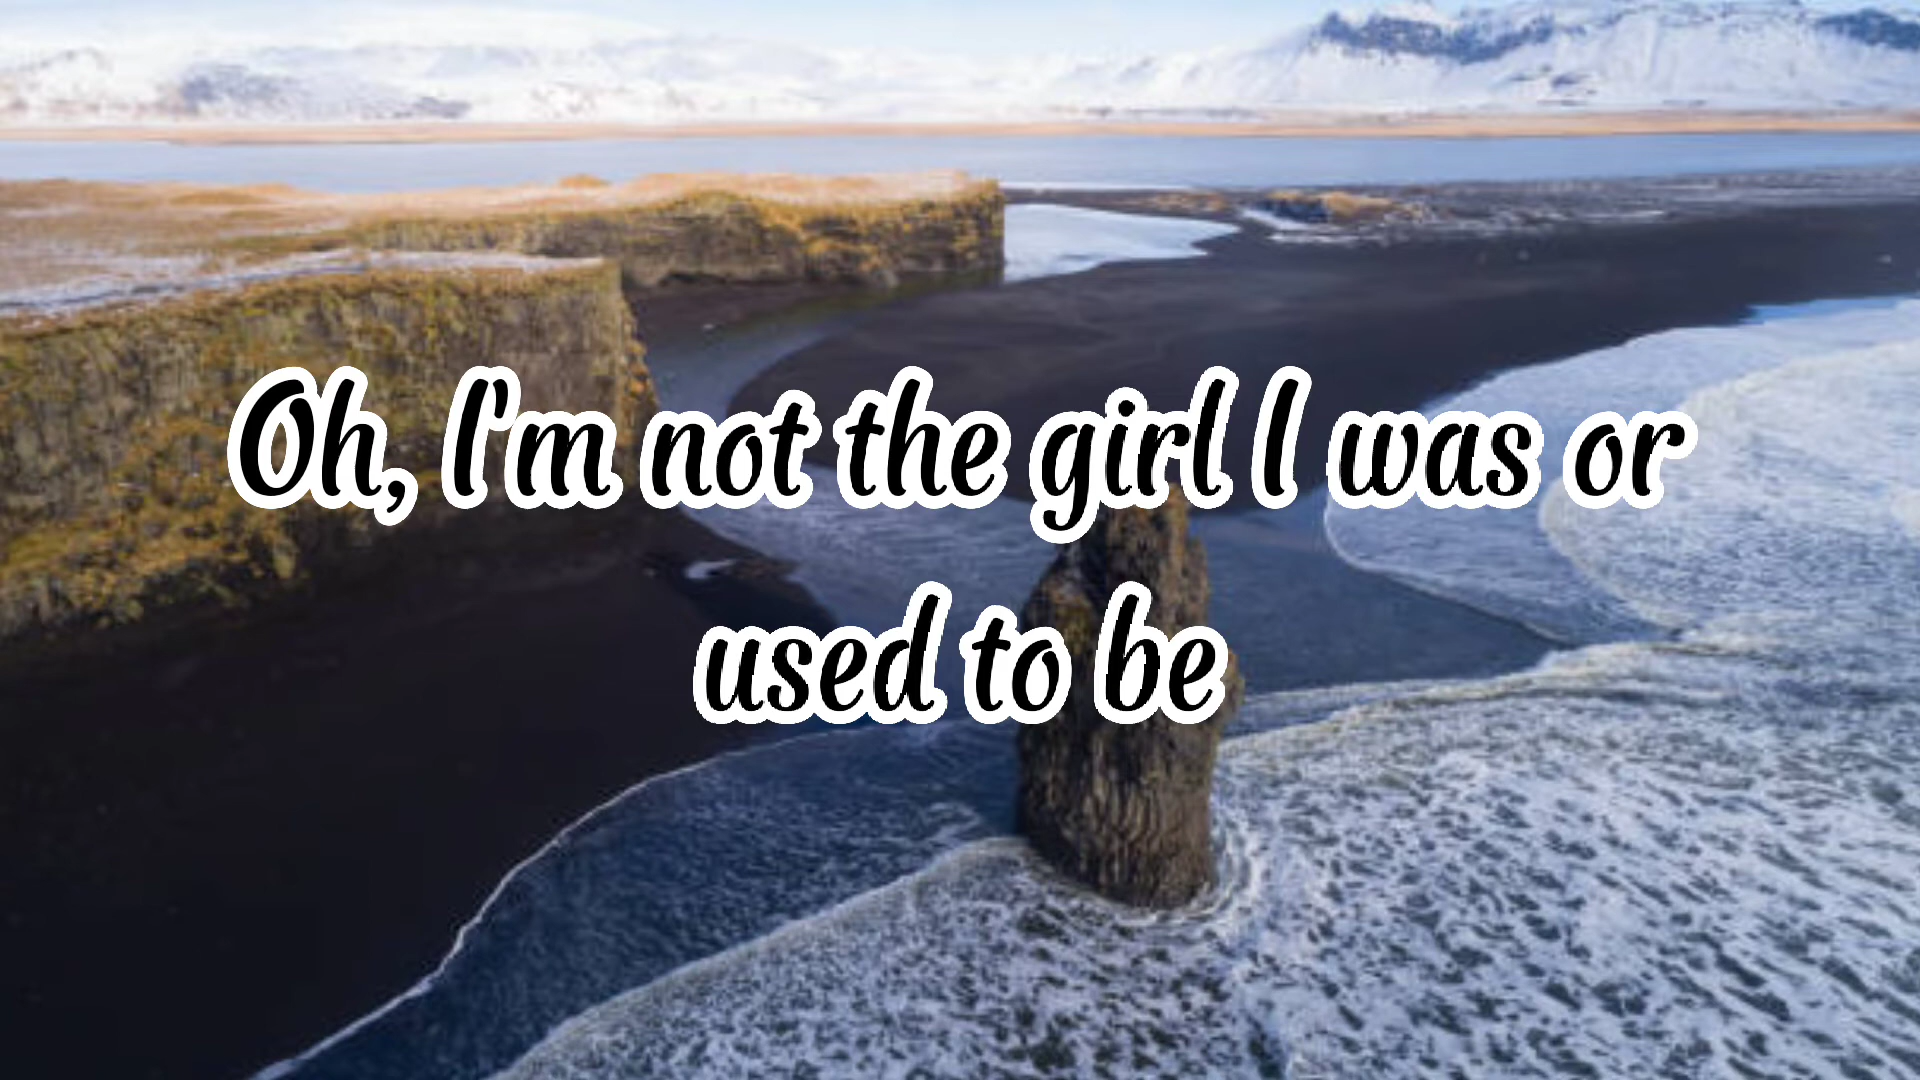 Oh, I'm not the girl I was or
used to be